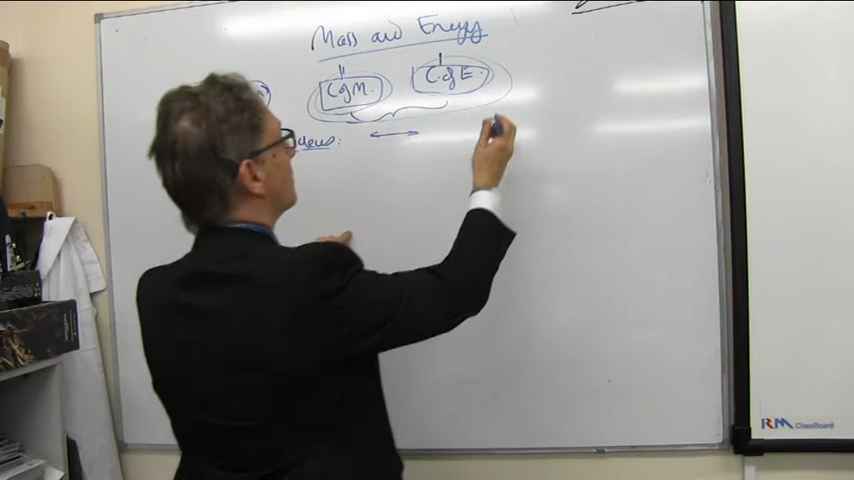 Mass and Energy
C of M.
C of E.
RM ClassBoard